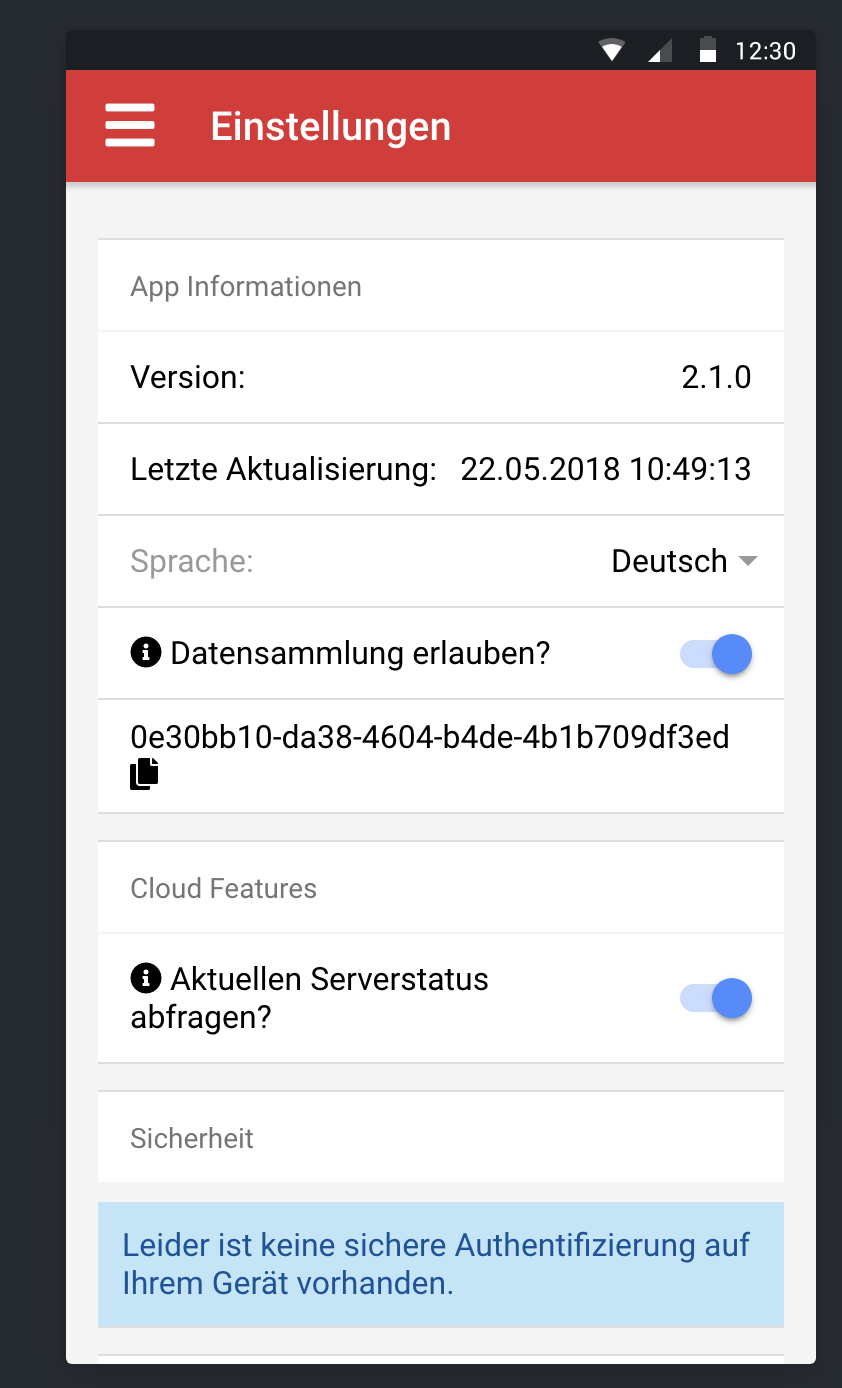 12:30
Einstellungen
App Informationen
Version: 2.1.0
Letzte Aktualisierung: 22.05.2018 10:49:13
Sprache: Deutsch
Datensammlung erlauben?
0e30bb10-da38-4604-b4de-4b1b709df3ed
Cloud Features
Aktuellen Serverstatus
abfragen?
Sicherheit
Leider ist keine sichere Authentifizierung auf
Ihrem Gerät vorhanden.